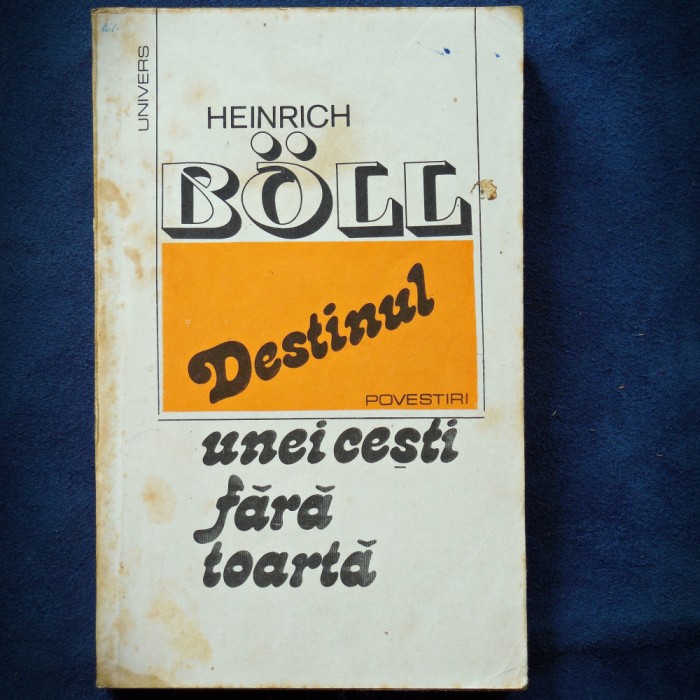 UNIVERS
HEINRICH
BÖLL
Destinul
POVESTIRI
unei cești
fără
toartă